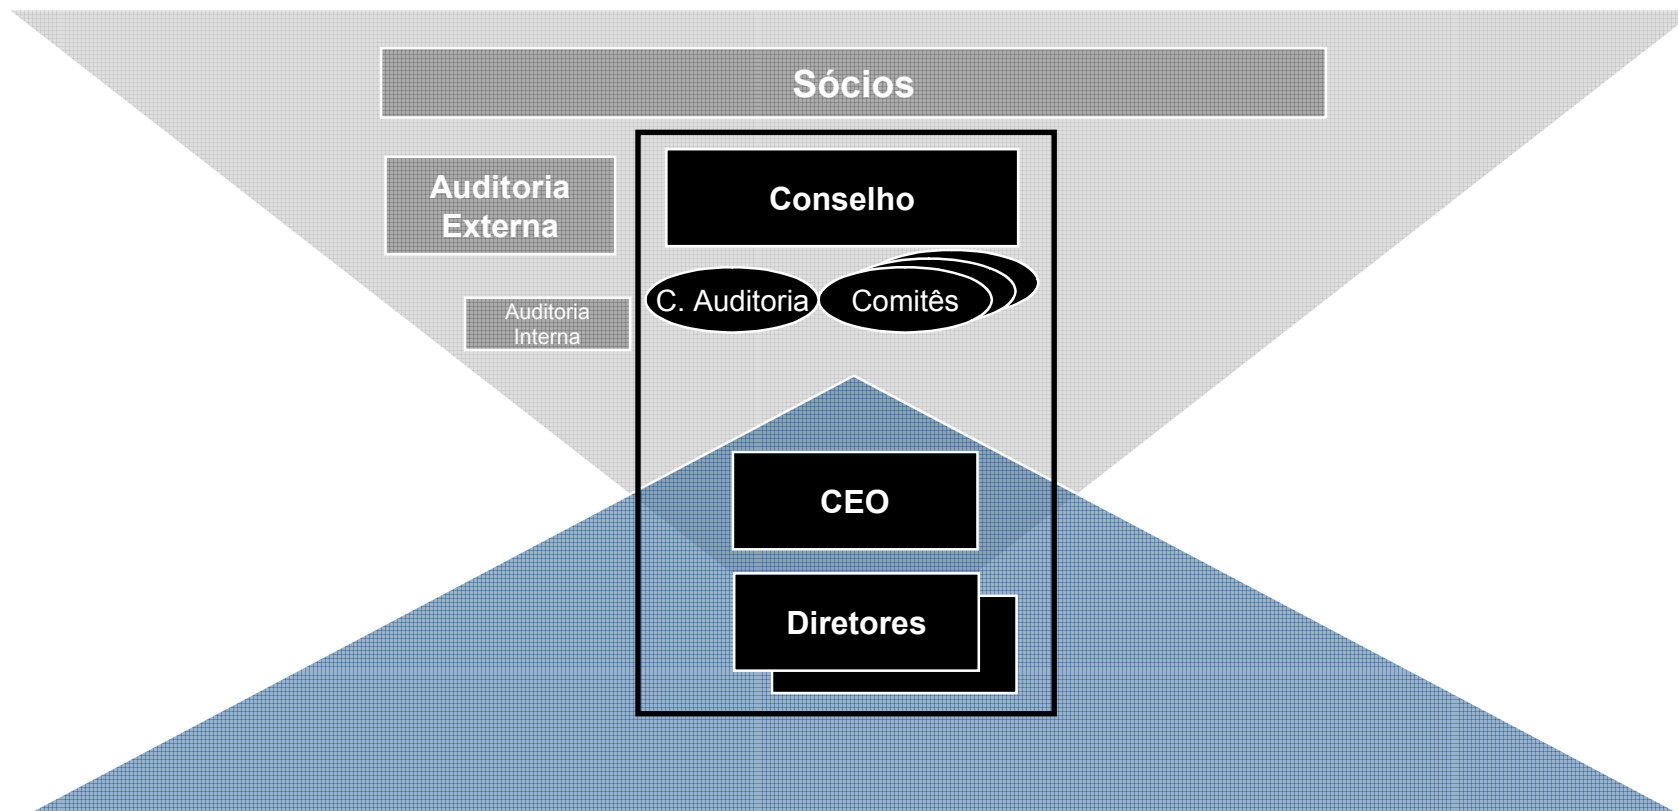 Sócios
Auditoria
Externa
Conselho
C. Auditoria
Comitês
Auditoria
Interna
CEO
Diretores